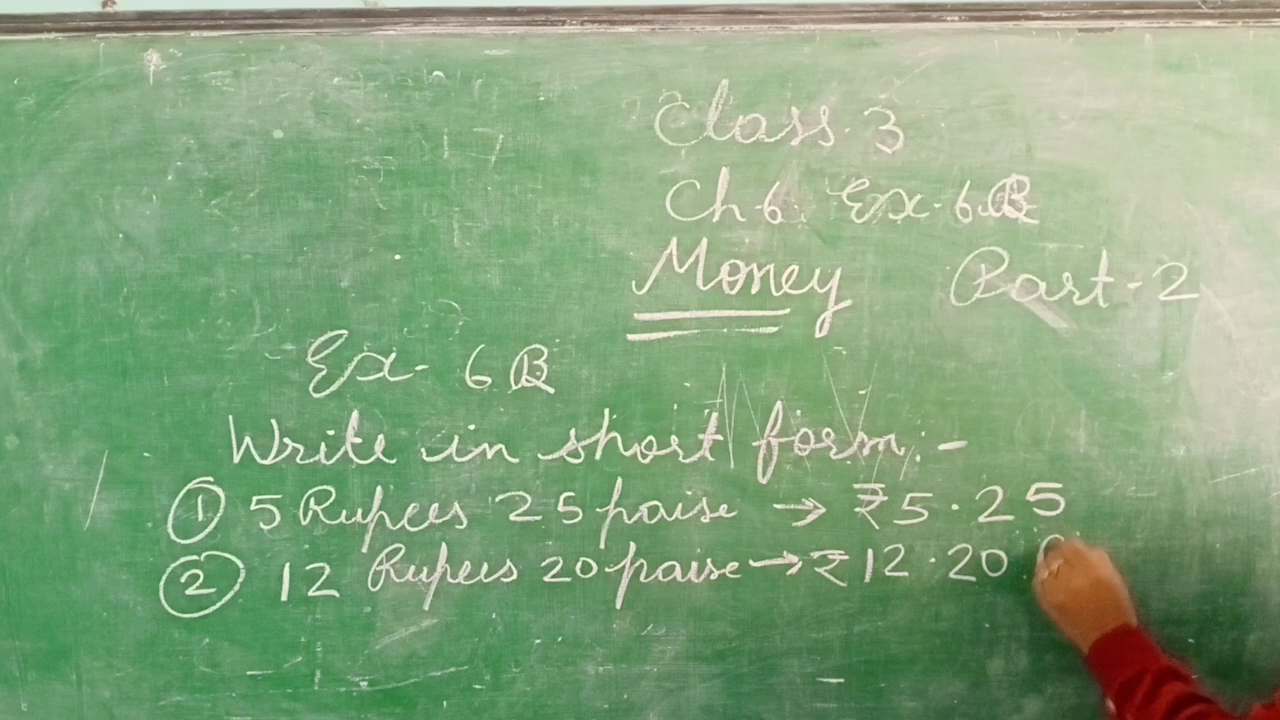 Class 3
Ch-6 Ex-6.B
Money Part-2
Ex- 6B
Write in short form:-
① 5 Rupees 25 paise → ₹5.25
② 12 Rupees 20 paise → ₹12.20